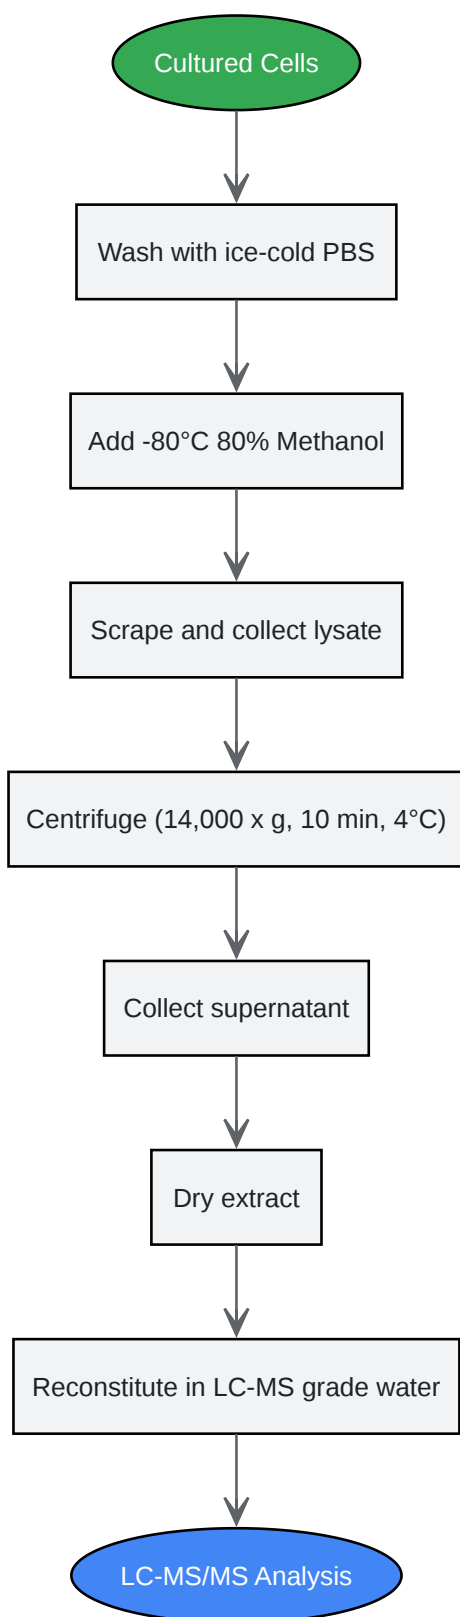 Cultured Cells
Wash with ice-cold PBS
Add -80°C 80% Methanol
Scrape and collect lysate
Centrifuge (14,000 x g, 10 min, 4°C)
Collect supernatant
Dry extract
Reconstitute in LC-MS grade water
LC-MS/MS Analysis